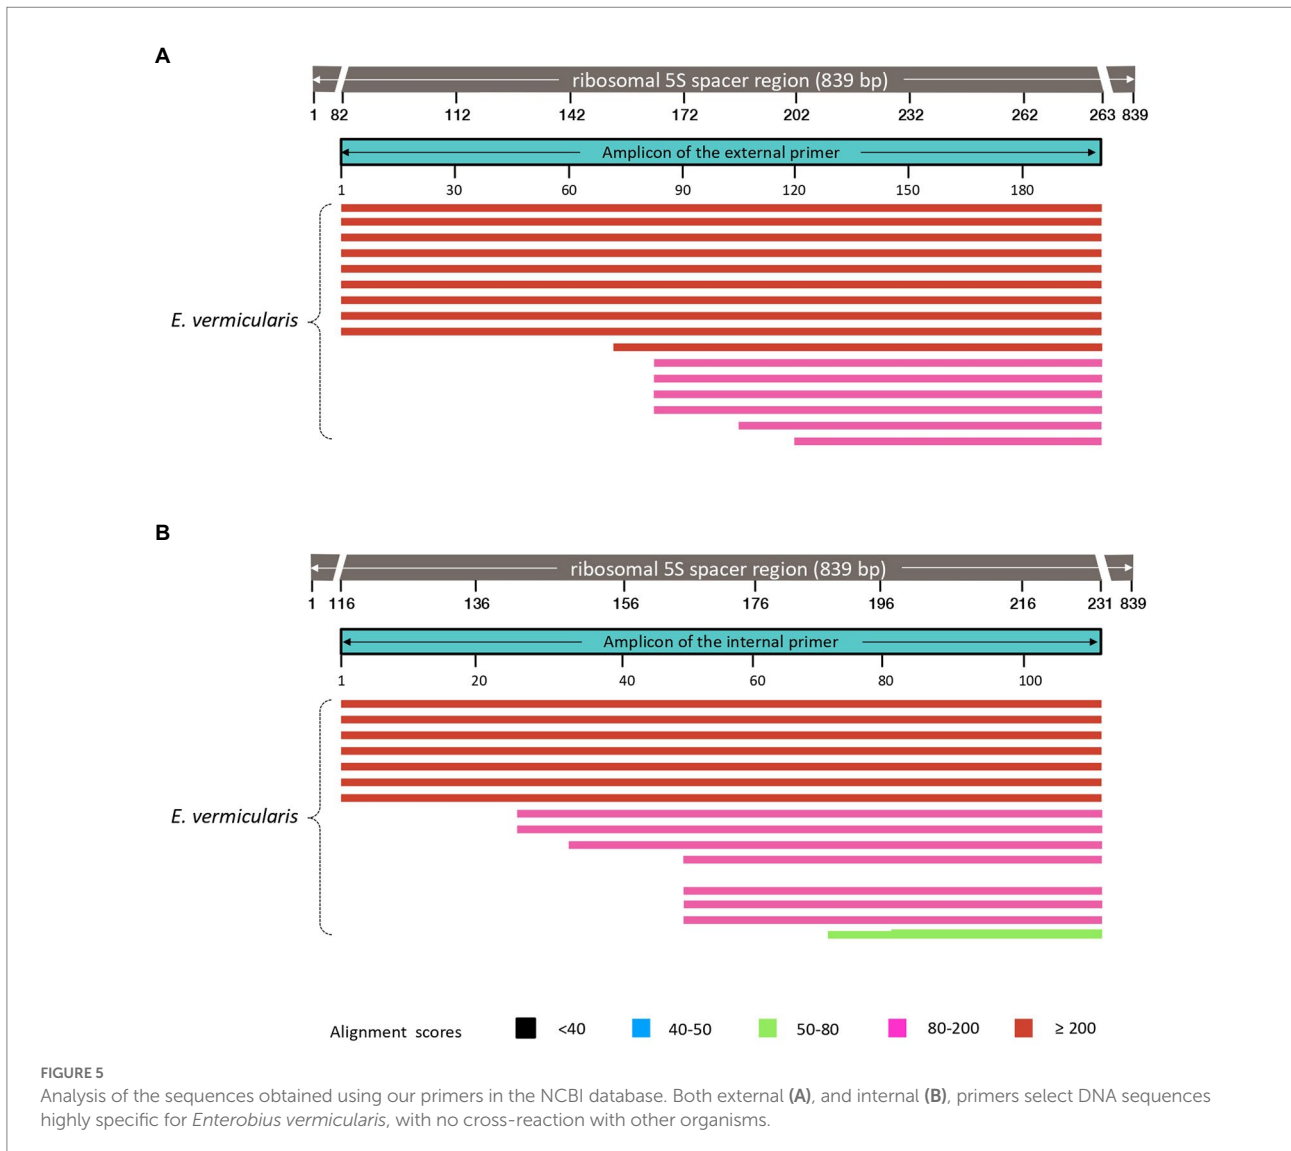 A
ribosomal 5S spacer region (839 bp)
1 82 112 142 172 202 232 262 263 839
Amplicon of the external primer
1 30 60 90 120 150 180
E. vermicularis
B
ribosomal 5S spacer region (839 bp)
1 116 136 156 176 196 216 231 839
Amplicon of the internal primer
1 20 40 60 80 100
E. vermicularis
Alignment scores <40 40-50 50-80 80-200 ≥ 200
FIGURE 5
Analysis of the sequences obtained using our primers in the NCBI database. Both external (A), and internal (B), primers select DNA sequences
highly specific for Enterobius vermicularis, with no cross-reaction with other organisms.